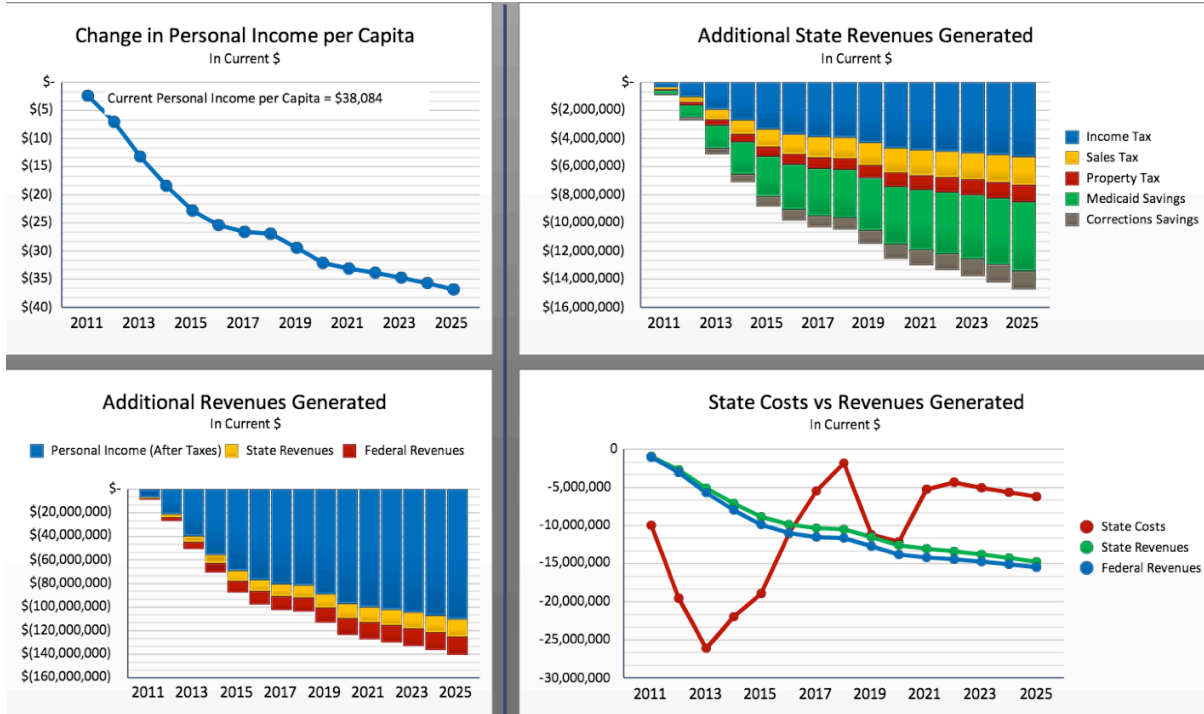 Change in Personal Income per Capita
In Current $
$-
Current Personal Income per Capita = $38,084
$(5)
$(10)
$(15)
$(20)
$(25)
$(30)
$(35)
$(40)
2011 2013 2015 2017 2019 2021 2023 2025
Additional State Revenues Generated
In Current $
$-
$(2,000,000)
$(4,000,000)
$(6,000,000)
$(8,000,000)
$(10,000,000)
$(12,000,000)
$(14,000,000)
$(16,000,000)
2011 2013 2015 2017 2019 2021 2023 2025
Income Tax
Sales Tax
Property Tax
Medicaid Savings
Corrections Savings
Additional Revenues Generated
In Current $
Personal Income (After Taxes) State Revenues Federal Revenues
$-
$(20,000,000)
$(40,000,000)
$(60,000,000)
$(80,000,000)
$(100,000,000)
$(120,000,000)
$(140,000,000)
$(160,000,000)
2011 2013 2015 2017 2019 2021 2023 2025
State Costs vs Revenues Generated
In Current $
0
-5,000,000
-10,000,000
-15,000,000
-20,000,000
-25,000,000
-30,000,000
2011 2013 2015 2017 2019 2021 2023 2025
State Costs
State Revenues
Federal Revenues